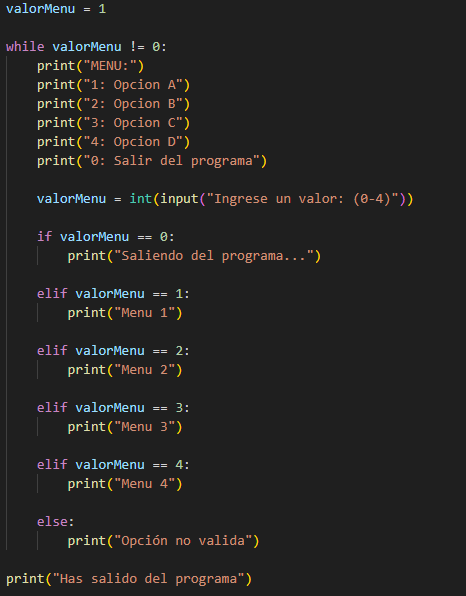 valorMenu = 1
while valorMenu != 0:
    print("MENU:")
    print("1: Opcion A")
    print("2: Opcion B")
    print("3: Opcion C")
    print("4: Opcion D")
    print("0: Salir del programa")
    valorMenu = int(input("Ingrese un valor: (0-4)"))
    if valorMenu == 0:
        print("Saliendo del programa...")
    elif valorMenu == 1:
        print("Menu 1")
    elif valorMenu == 2:
        print("Menu 2")
    elif valorMenu == 3:
        print("Menu 3")
    elif valorMenu == 4:
        print("Menu 4")
    else:
        print("Opción no valida")
print("Has salido del programa")